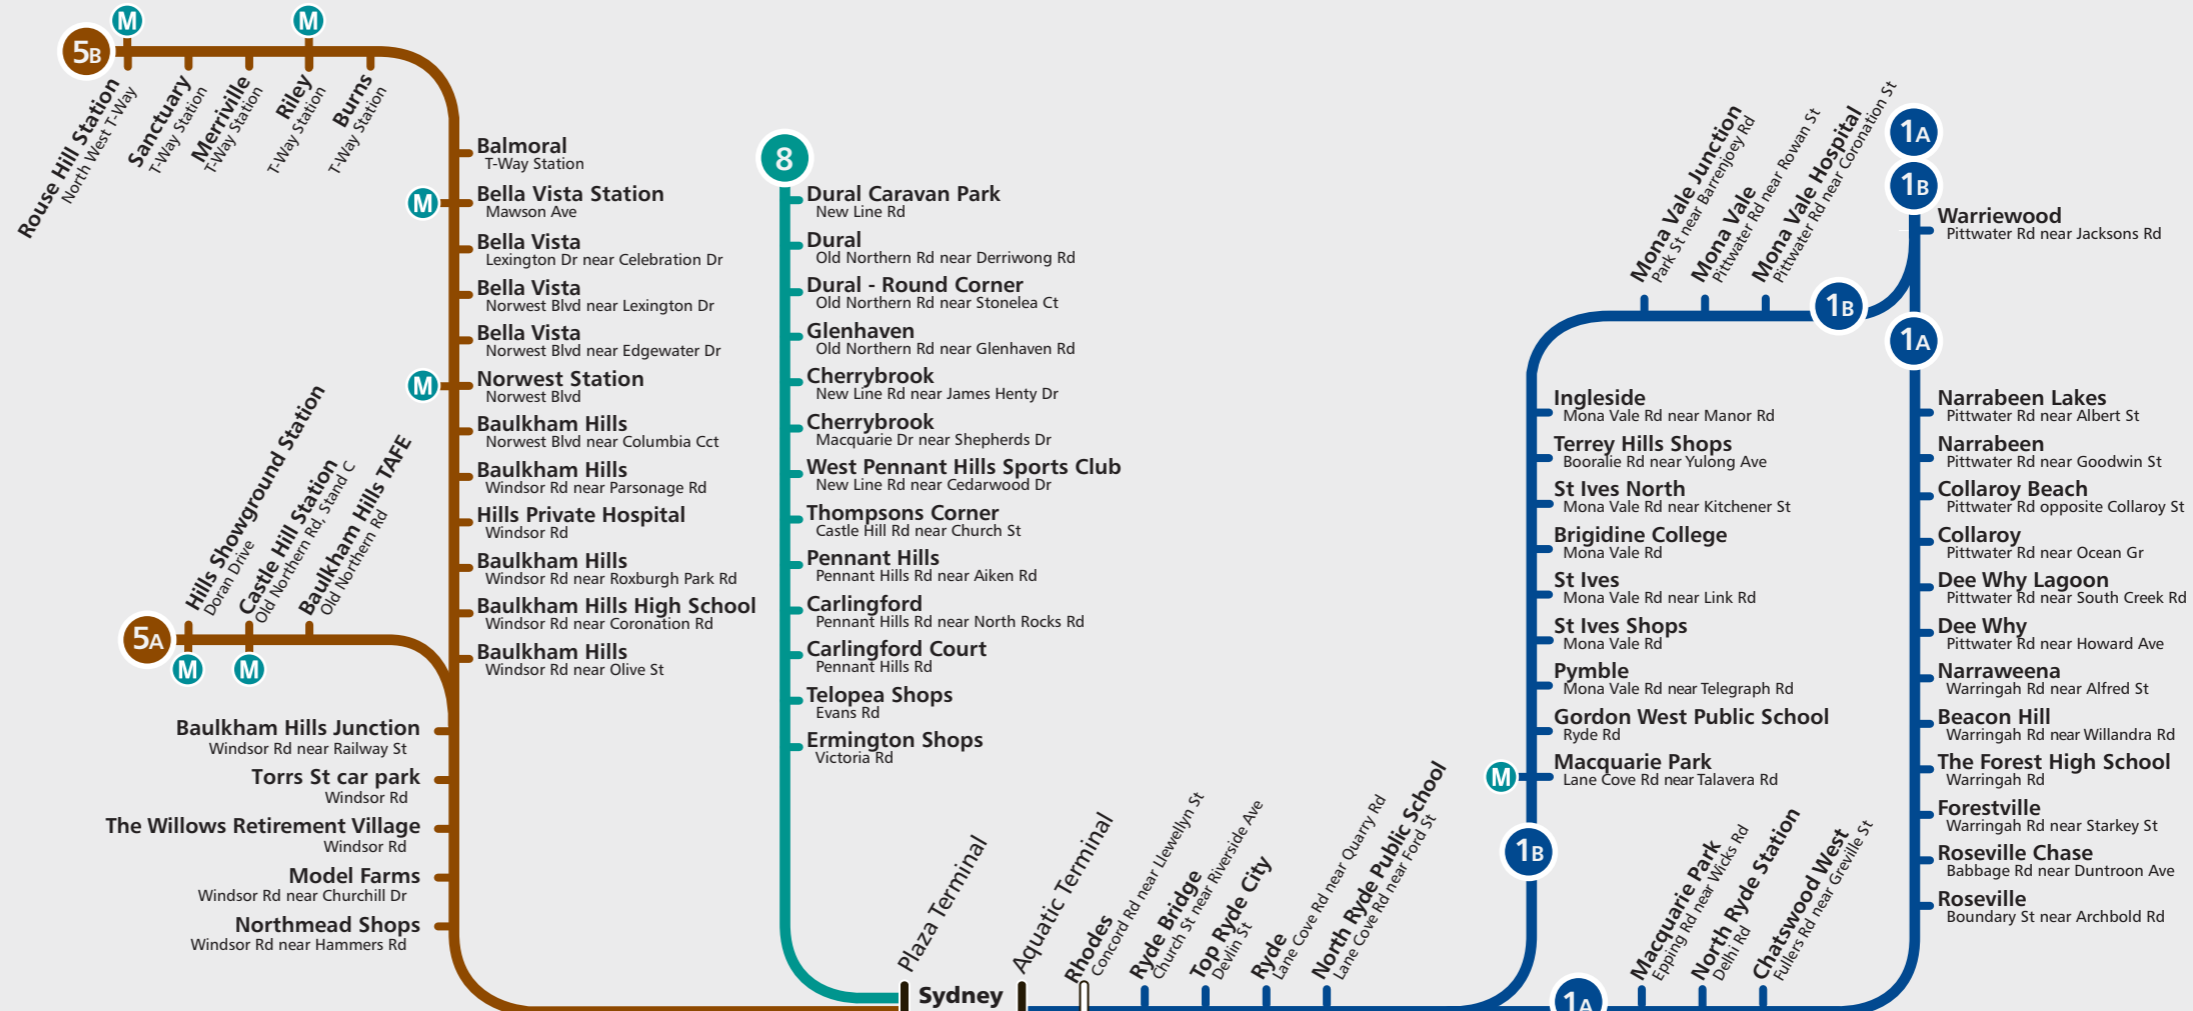 5B
M
M
Rouse Hill Station
North West T-Way
Sanctuary
T-Way Station
Merriville
T-Way Station
Riley
T-Way Station
Burns
T-Way Station
Balmoral
T-Way Station
M
Bella Vista Station
Mawson Ave
Bella Vista
Lexington Dr near Celebration Dr
Bella Vista
Norwest Blvd near Lexington Dr
Bella Vista
Norwest Blvd near Edgewater Dr
M
Norwest Station
Norwest Blvd
Baulkham Hills
Norwest Blvd near Columbia Cct
Baulkham Hills
Windsor Rd near Parsonage Rd
Hills Private Hospital
Windsor Rd
Baulkham Hills
Windsor Rd near Roxburgh Park Rd
Baulkham Hills High School
Windsor Rd near Coronation Rd
Baulkham Hills
Windsor Rd near Olive St
5A
Hills Showground Station
Doran Drive
Castle Hill Station
Old Northern Rd, Stand C
Baulkham Hills TAFE
Old Northern Rd
M
M
Baulkham Hills Junction
Windsor Rd near Railway St
Torrs St car park
Windsor Rd
The Willows Retirement Village
Windsor Rd
Model Farms
Windsor Rd near Churchill Dr
Northmead Shops
Windsor Rd near Hammers Rd
8
Dural Caravan Park
New Line Rd
Dural
Old Northern Rd near Derriwong Rd
Dural - Round Corner
Old Northern Rd near Stonelea Ct
Glenhaven
Old Northern Rd near Glenhaven Rd
Cherrybrook
New Line Rd near James Henty Dr
Cherrybrook
Macquarie Dr near Shepherds Dr
West Pennant Hills Sports Club
New Line Rd near Cedarwood Dr
Thompsons Corner
Castle Hill Rd near Church St
Pennant Hills
Pennant Hills Rd near Aiken Rd
Carlingford
Pennant Hills Rd near North Rocks Rd
Carlingford Court
Pennant Hills Rd
Telopea Shops
Evans Rd
Ermington Shops
Victoria Rd
Plaza Terminal
Sydney
Aquatic Terminal
Rhodes
Concord Rd near Llewellyn St
Ryde Bridge
Church St near Riverside Ave
Top Ryde City
Devlin St
Ryde
Lane Cove Rd near Quarry Rd
North Ryde Public School
Lane Cove Rd near Ford St
1A
1B
Warriewood
Pittwater Rd near Jacksons Rd
Mona Vale Junction
Park St near Barrenjoey Rd
Mona Vale
Pittwater Rd near Rowan St
Mona Vale Hospital
Pittwater Rd near Coronation St
1B
1A
Ingleside
Mona Vale Rd near Manor Rd
Terrey Hills Shops
Booralie Rd near Yulong Ave
St Ives North
Mona Vale Rd near Kitchener St
Brigidine College
Mona Vale Rd
St Ives
Mona Vale Rd near Link Rd
St Ives Shops
Mona Vale Rd
Pymble
Mona Vale Rd near Telegraph Rd
Gordon West Public School
Ryde Rd
M
Macquarie Park
Lane Cove Rd near Talavera Rd
1B
Narrabeen Lakes
Pittwater Rd near Albert St
Narrabeen
Pittwater Rd near Goodwin St
Collaroy Beach
Pittwater Rd opposite Collaroy St
Collaroy
Pittwater Rd near Ocean Gr
Dee Why Lagoon
Pittwater Rd near South Creek Rd
Dee Why
Pittwater Rd near Howard Ave
Narraweena
Warringah Rd near Alfred St
Beacon Hill
Warringah Rd near Willandra Rd
The Forest High School
Warringah Rd
Forestville
Warringah Rd near Starkey St
Roseville Chase
Babbage Rd near Duntroon Ave
Roseville
Boundary St near Archbold Rd
1A
Macquarie Park
Epping Rd near Wicks Rd
North Ryde Station
Delhi Rd
Chatswood West
Fullers Rd near Greville St